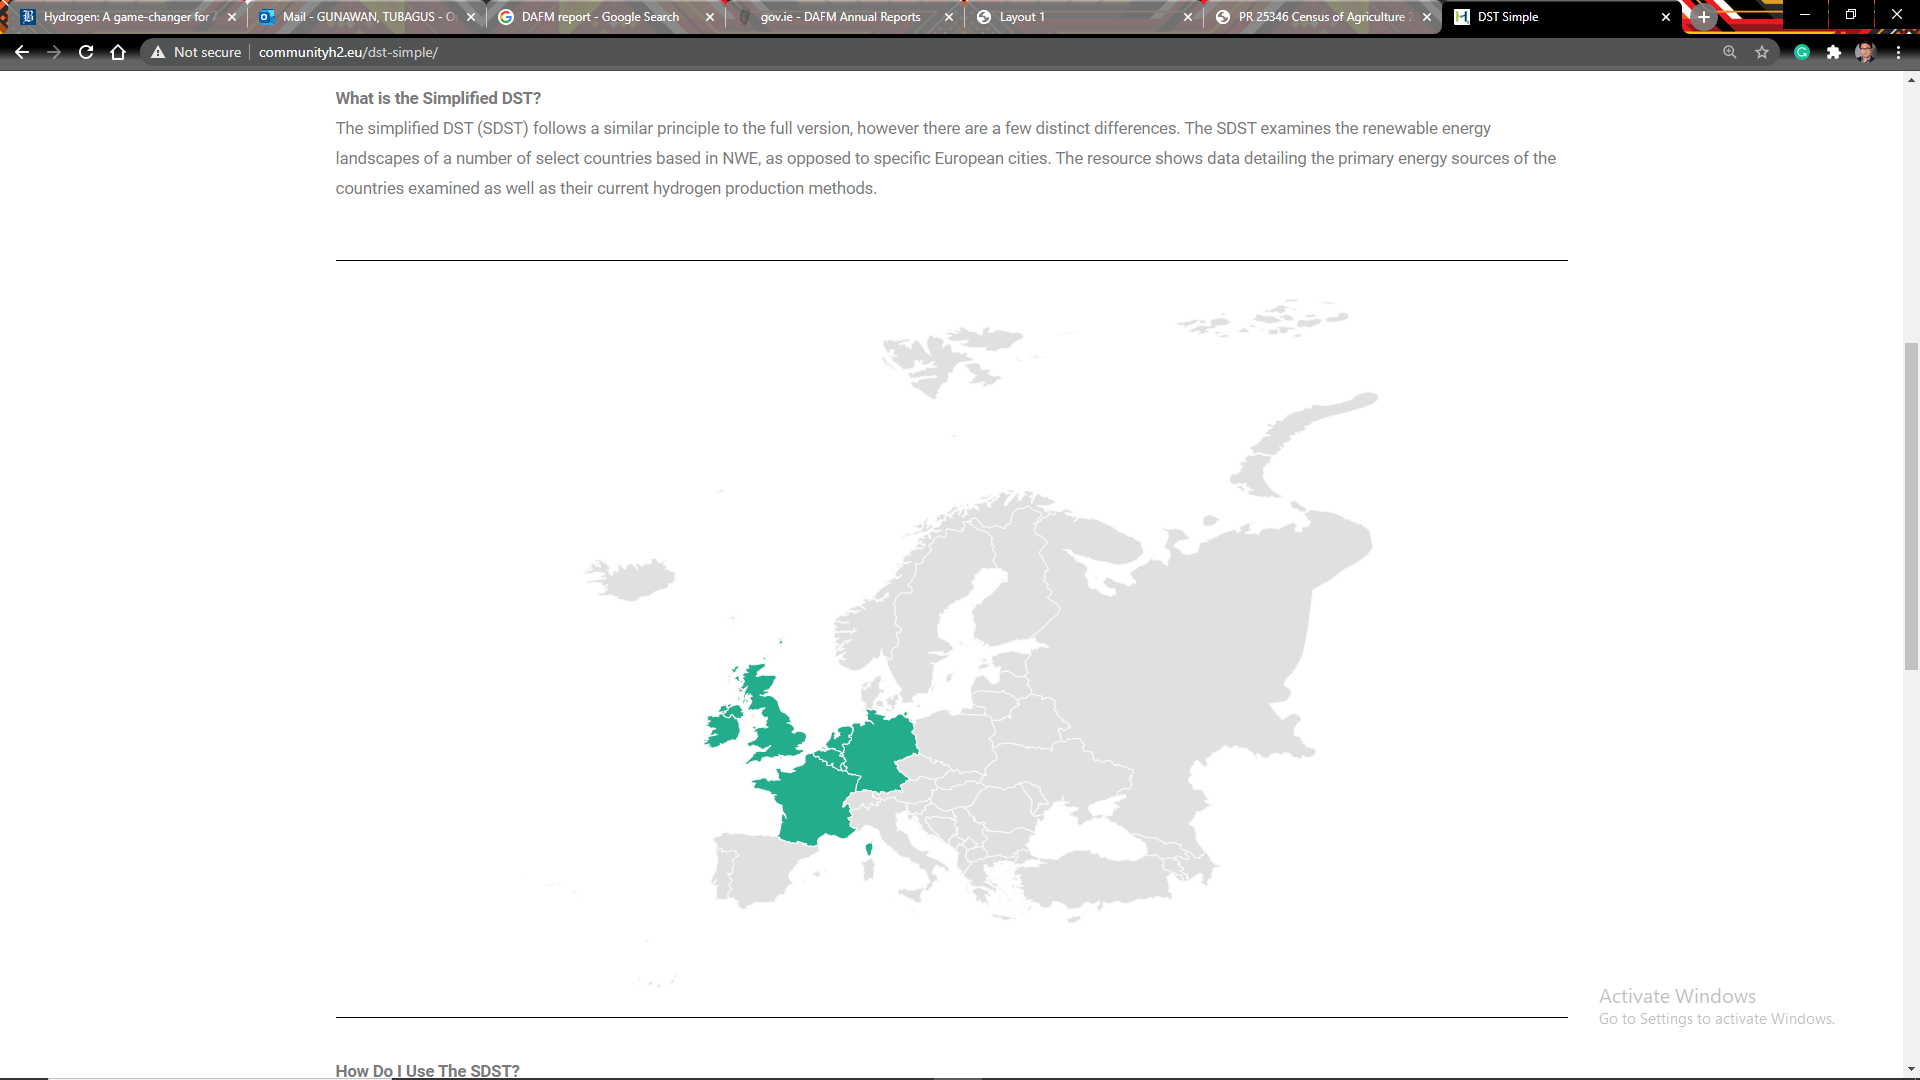 Hydrogen: A game-changer for A
Mail - GUNAWAN, TUBAGUS - O
DAFM report - Google Search
gov.ie - DAFM Annual Reports
Layout 1
PR 25346 Census of Agriculture 2
DST Simple
Not secure
communityh2.eu/dst-simple/
What is the Simplified DST?
The simplified DST (SDST) follows a similar principle to the full version, however there are a few distinct differences. The SDST examines the renewable energy
landscapes of a number of select countries based in NWE, as opposed to specific European cities. The resource shows data detailing the primary energy sources of the
countries examined as well as their current hydrogen production methods.
Activate Windows
Go to Settings to activate Windows.
How Do I Use The SDST?